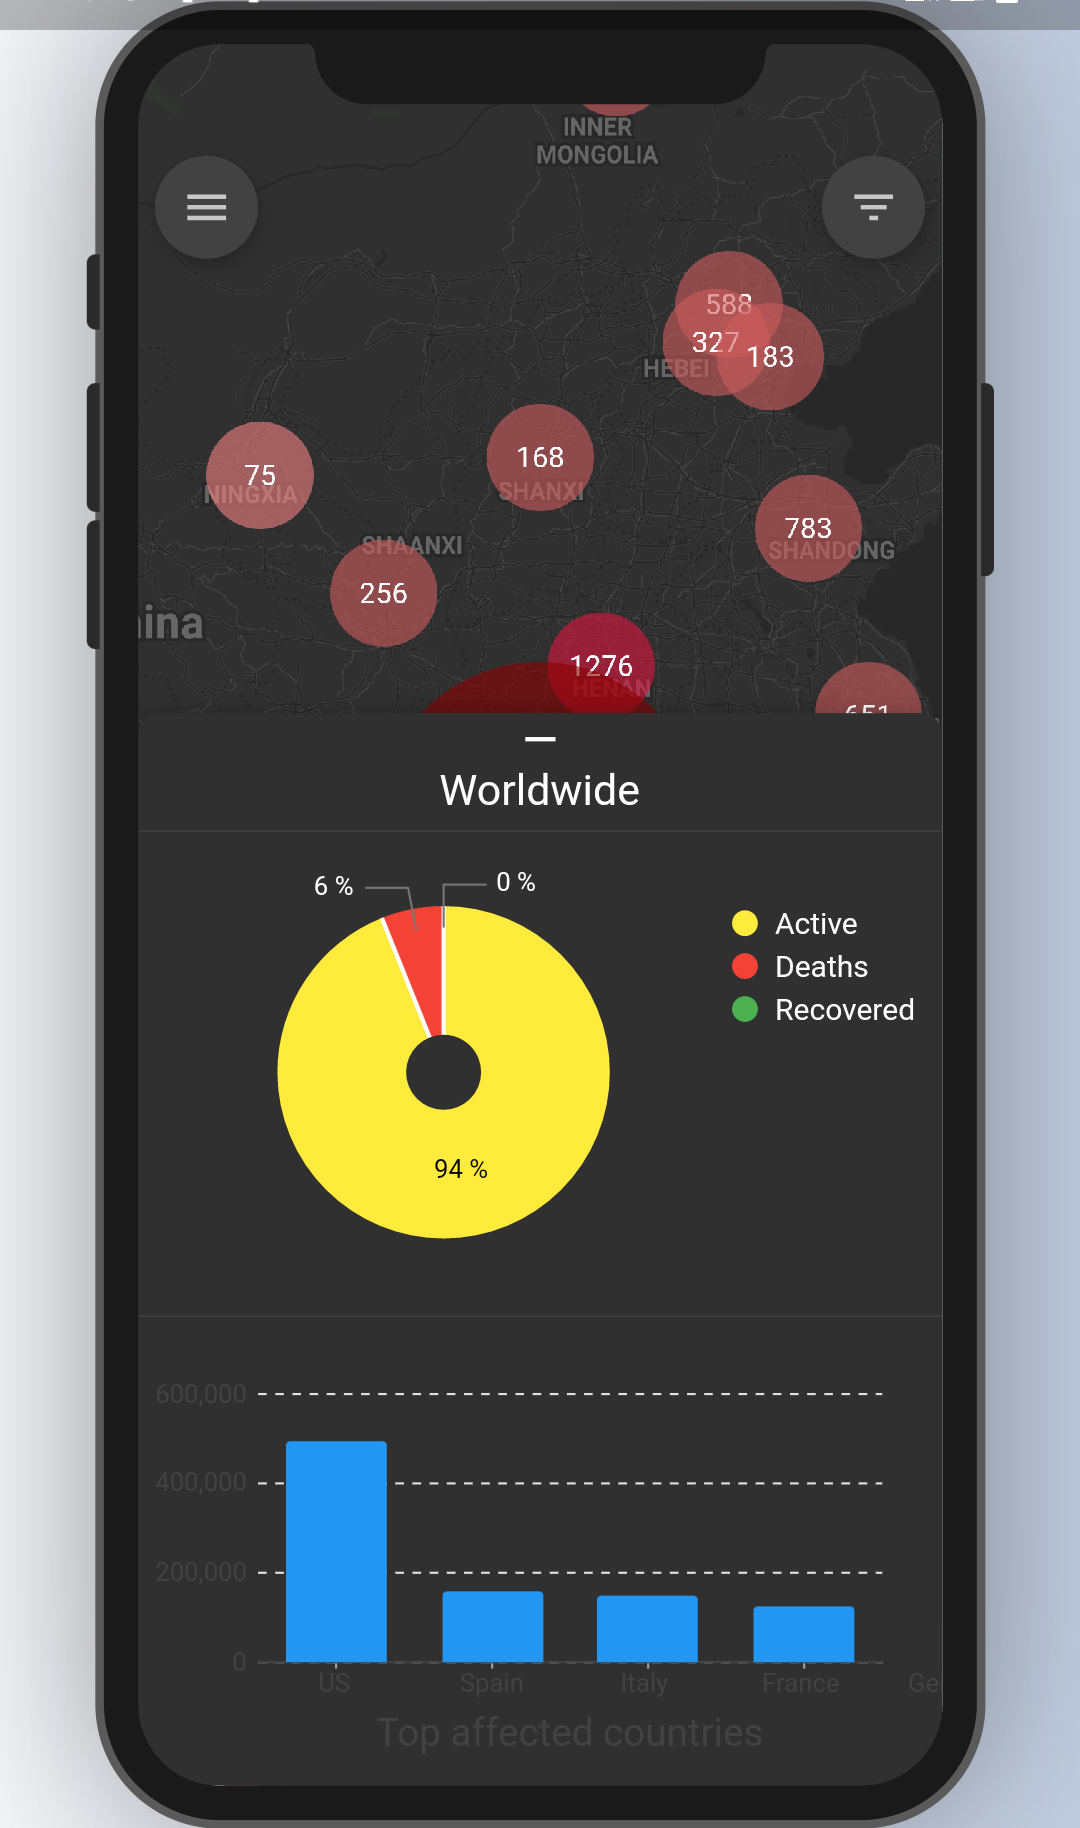 INNER
MONGOLIA
588
327
183
HEBEI
168
SHANXI
75
NINGXIA
783
SHANDONG
SHAANXI
256
ina
1276
HENAN
651
Worldwide
6 %
0 %
94 %
Active
Deaths
Recovered
600,000
400,000
200,000
0
US Spain Italy France Ge
Top affected countries